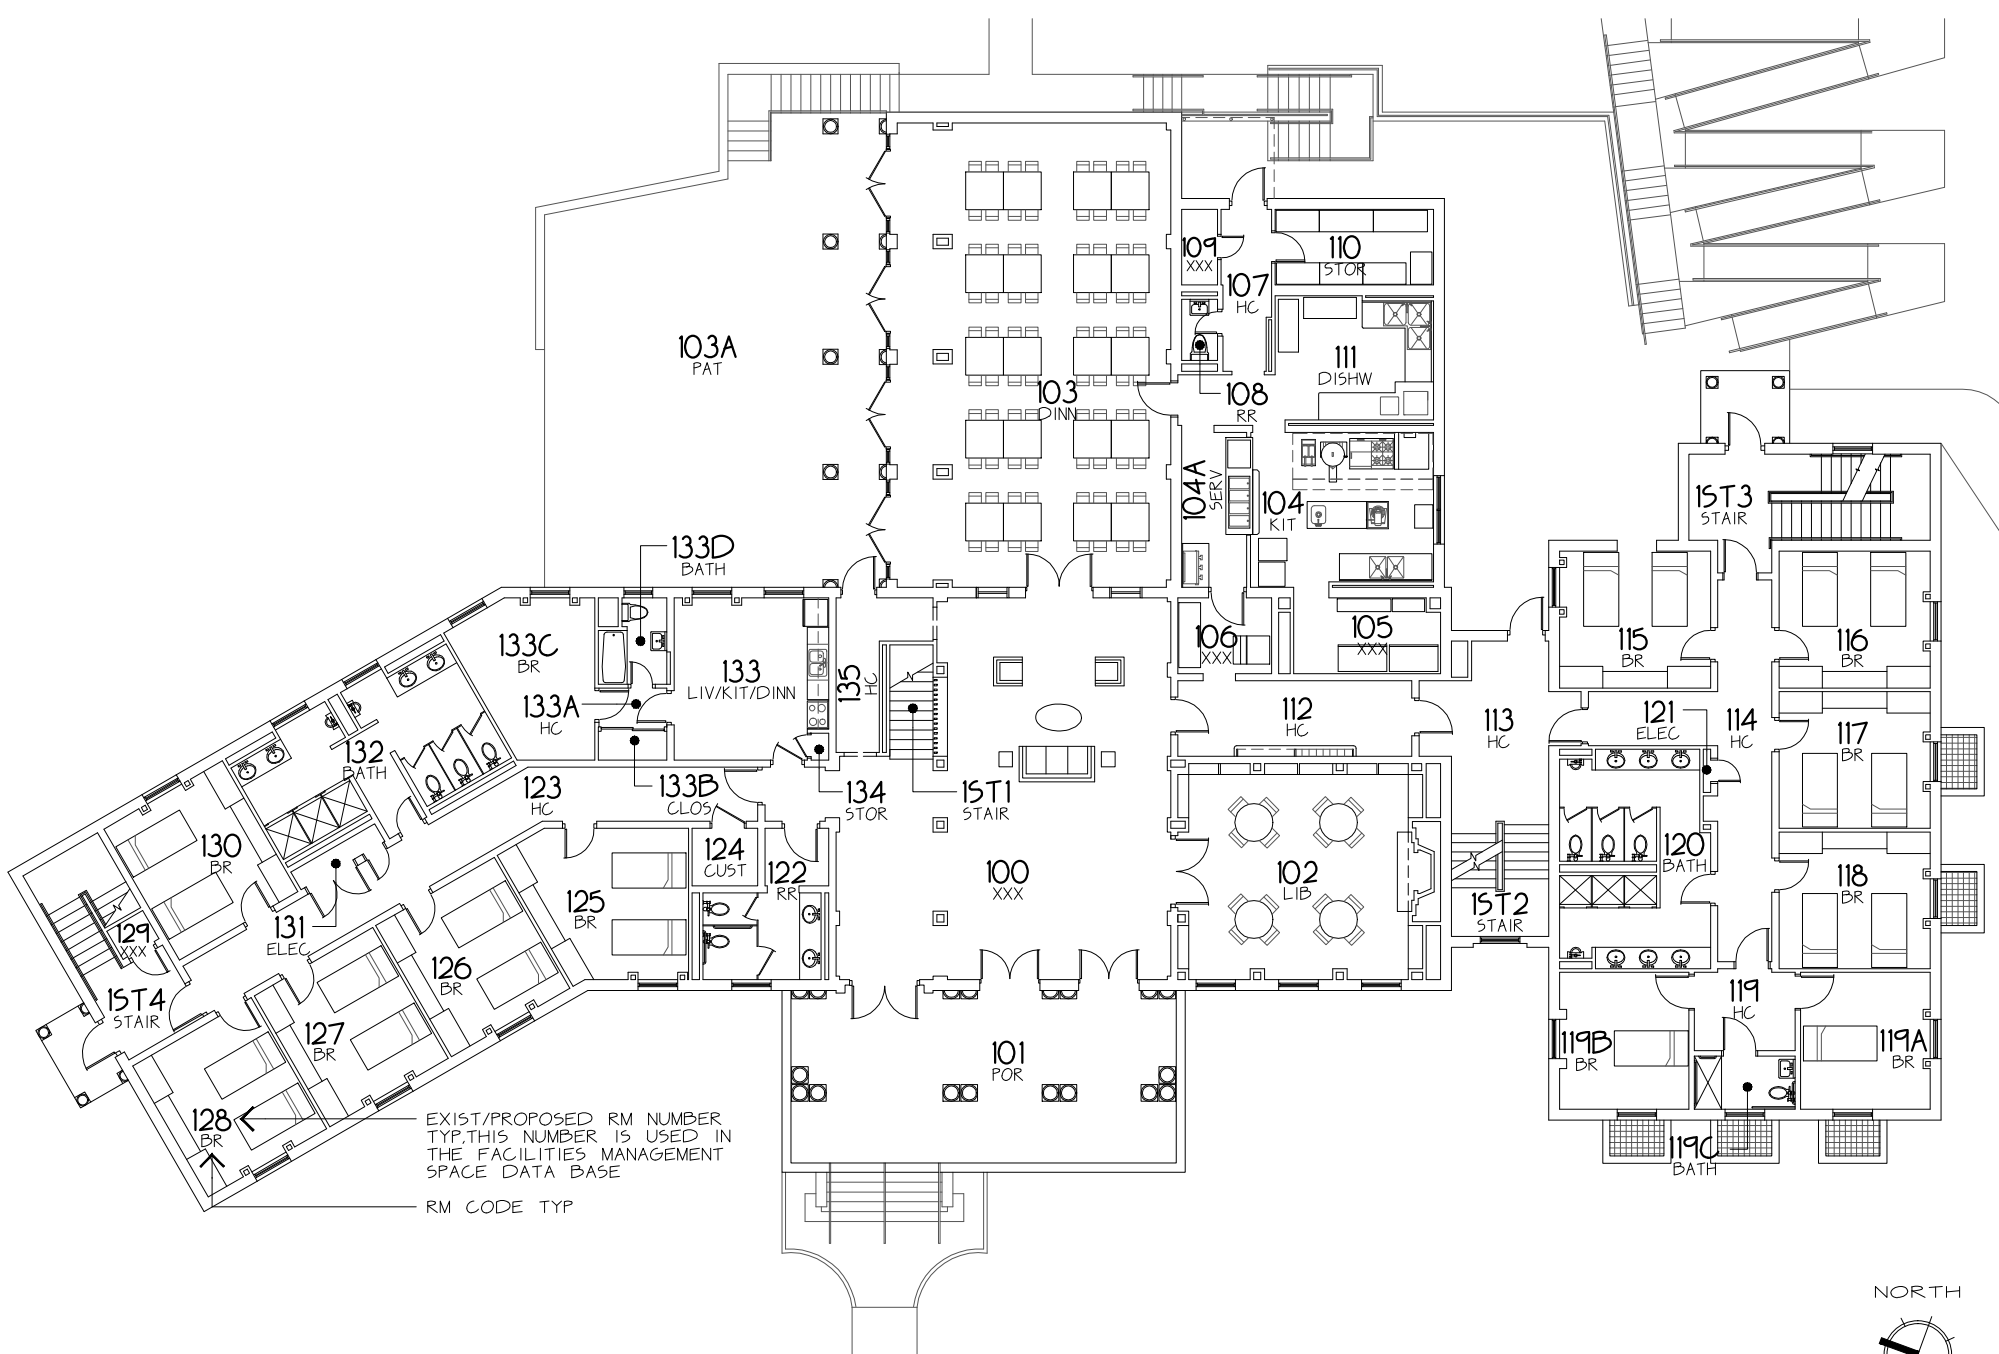 109
XXX
110
STOR
107
HC
103A
PAT
111
DISHW
103
DINN
108
RR
104A
SERV
104
KIT
1ST3
STAIR
133D
BATH
133C
BR
133
LIV/KIT/DINN
135
HC
106
XXX
105
XXX
115
BR
116
BR
133A
HC
112
HC
113
HC
121
ELEC
114
HC
117
BR
132
BATH
123
HC
133B
CLOS
134
STOR
1ST1
STAIR
130
BR
124
CUST
122
RR
100
XXX
102
LIB
120
BATH
118
BR
125
BR
1ST2
STAIR
129
XXX
131
ELEC
126
BR
1ST4
STAIR
127
BR
119
HC
101
POR
119B
BR
119A
BR
128
BR
EXIST/PROPOSED RM NUMBER
TYP,THIS NUMBER IS USED IN
THE FACILITIES MANAGEMENT
SPACE DATA BASE
119C
BATH
RM CODE TYP
NORTH